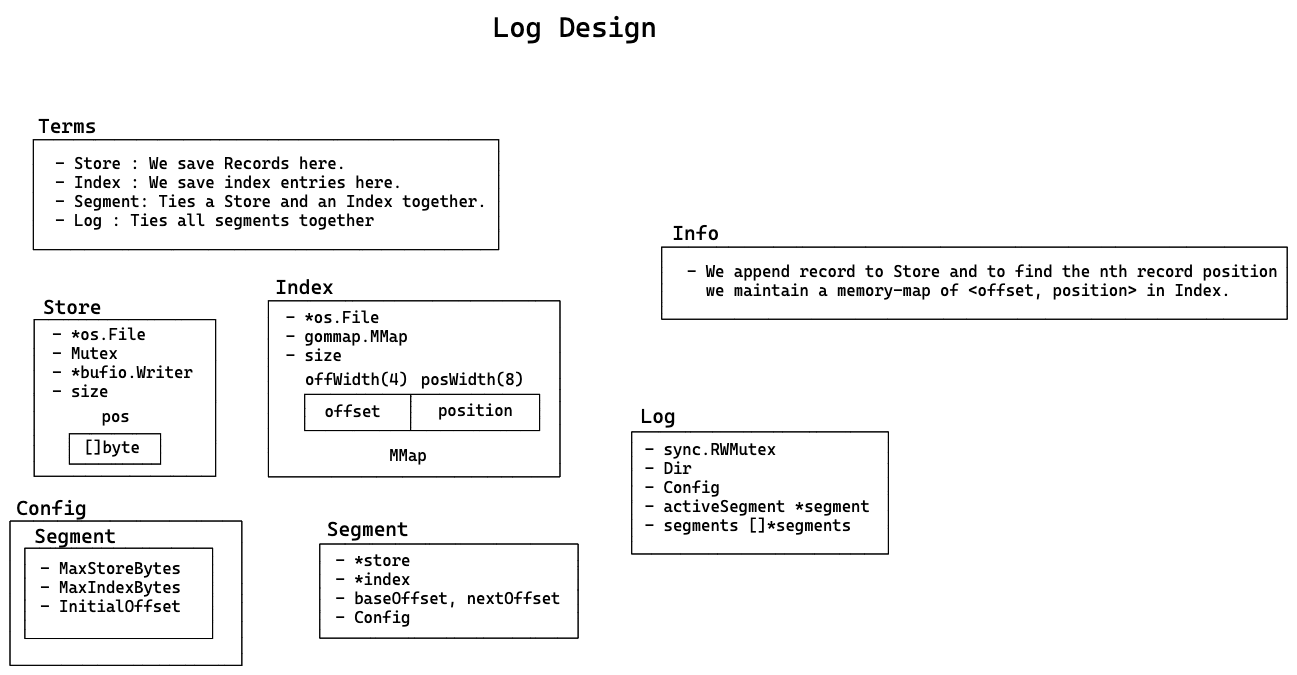 Log Design
Terms
- Store : We save Records here.
- Index : We save index entries here.
- Segment: Ties a Store and an Index together.
- Log : Ties all segments together
Info
- We append record to Store and to find the nth record position
we maintain a memory-map of <offset, position> in Index.
Store
- *os.File
- Mutex
- *bufio.Writer
- size
pos
[]byte
Index
- *os.File
- gommap.MMap
- size
offWidth(4) posWidth(8)
offset position
MMap
Log
- sync.RWMutex
- Dir
- Config
- activeSegment *segment
- segments []*segments
Config
Segment
- MaxStoreBytes
- MaxIndexBytes
- InitialOffset
Segment
- *store
- *index
- baseOffset, nextOffset
- Config